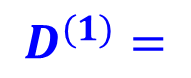 D⁽¹⁾ =